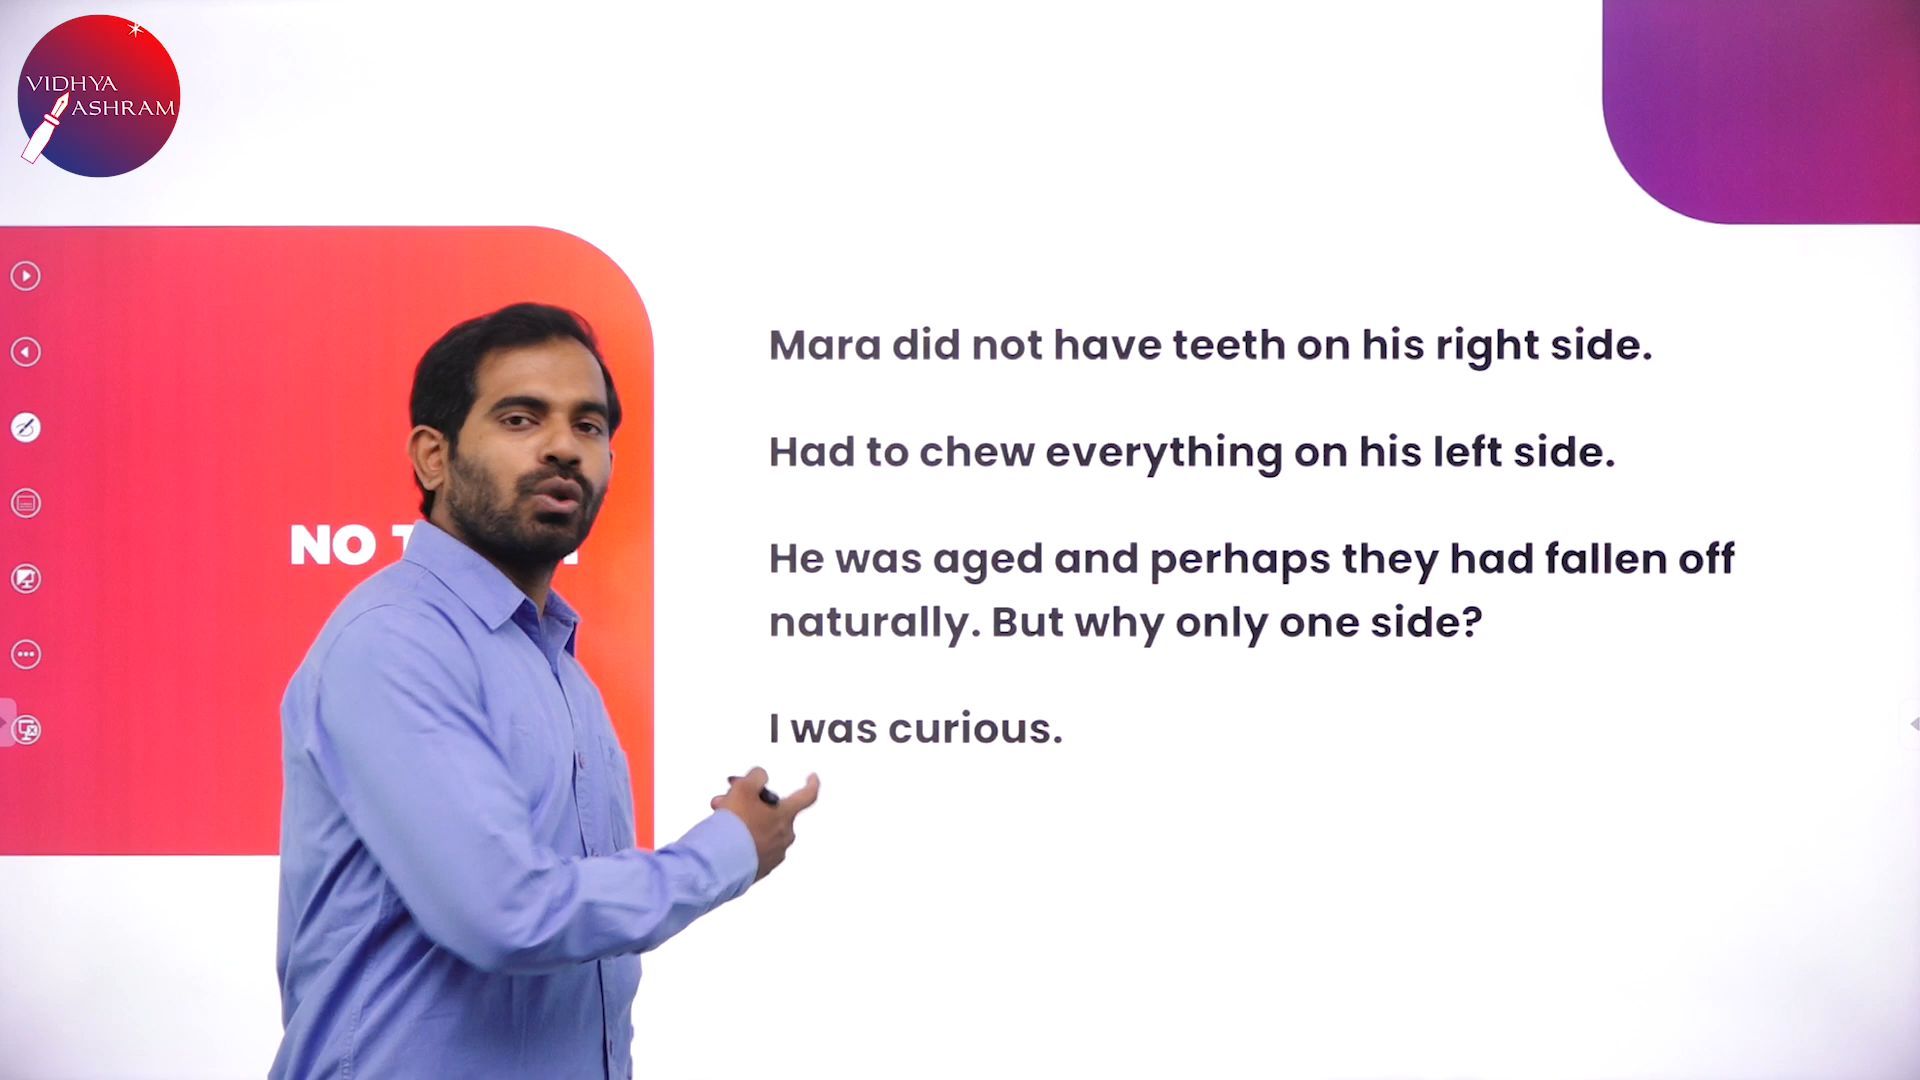 VIDHYA
ASHRAM
NO
Mara did not have teeth on his right side.
Had to chew everything on his left side.
He was aged and perhaps they had fallen off
naturally. But why only one side?
I was curious.